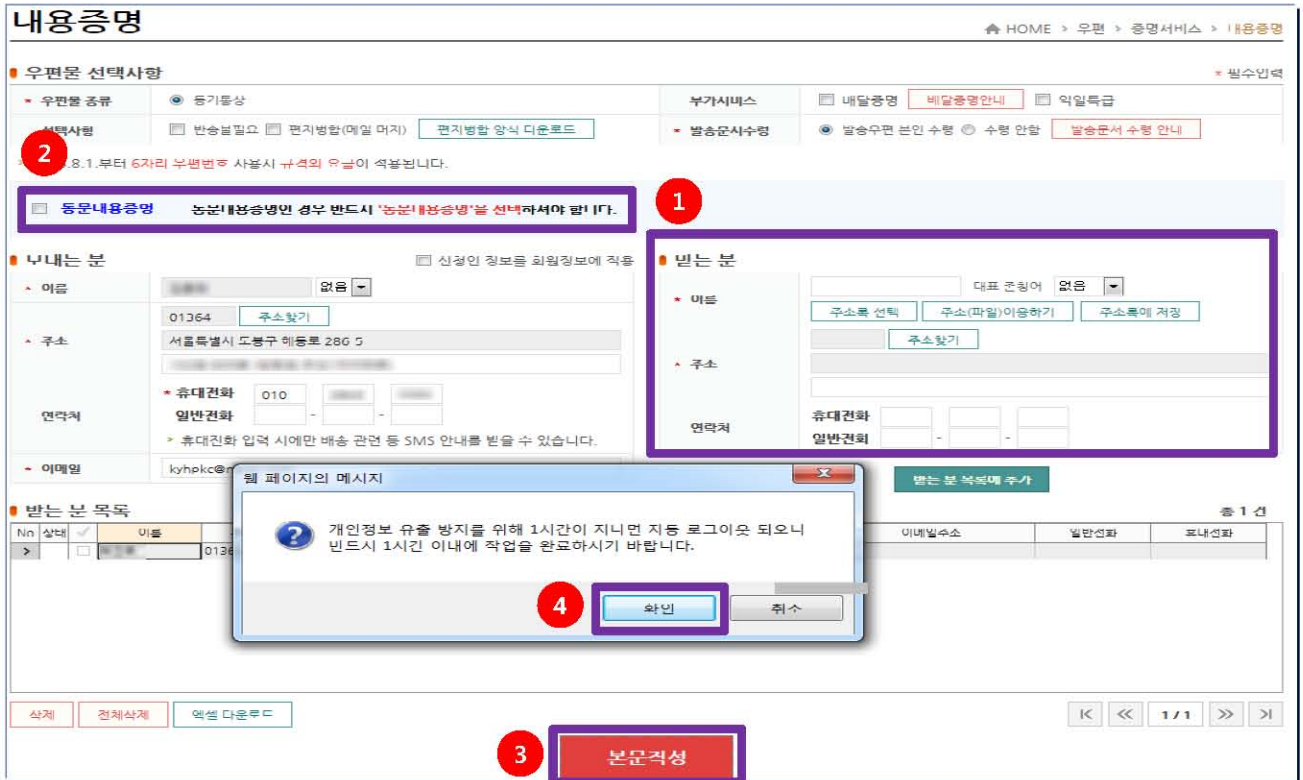 내용증명
HOME > 우편 > 증명서비스 > 내용증명
우편물 선택사항
* 필수입력
* 우편물 종류
등기통상
부가서비스
배달증명
배달증명안내
익일특급
선택사항
반송불필요
편지병합(메일 머지)
편지병합 양식 다운로드
* 발송문서수령
발송우편 본인 수령
수령 안함
발송문서 수령 안내
2
.8.1.부터 6자리 우편번호 사용시 규격외 요금이 적용됩니다.
동문내용증명
동문내용증명인 경우 반드시 '동문내용증명'을 선택하셔야 합니다.
1
보내는 분
신청인 정보를 회원정보에 적용
받는 분
이름
없음
이름
대표 존칭어
없음
주소록 선택
주소(파일)이용하기
주소록에 저장
주소
01364
주소찾기
서울특별시 도봉구 해등로 286-5
주소
주소찾기
연락처
* 휴대전화
010
일반전화
- -
> 휴대전화 입력 시에만 배송 관련 등 SMS 안내를 받을 수 있습니다.
연락처
휴대전화
일반전화
- -
* 이메일
받는 분 목록에 추가
웹 페이지의 메시지
개인정보 유출 방지를 위해 1시간이 지나면 자동 로그아웃 되오니
반드시 1시간 이내에 작업을 완료하시기 바랍니다.
4
확인
취소
받는 분 목록
총 1 건
No
상태
이름
이메일주소
일반전화
휴대전화
삭제
전체삭제
엑셀 다운로드
1 / 1
3
본문작성